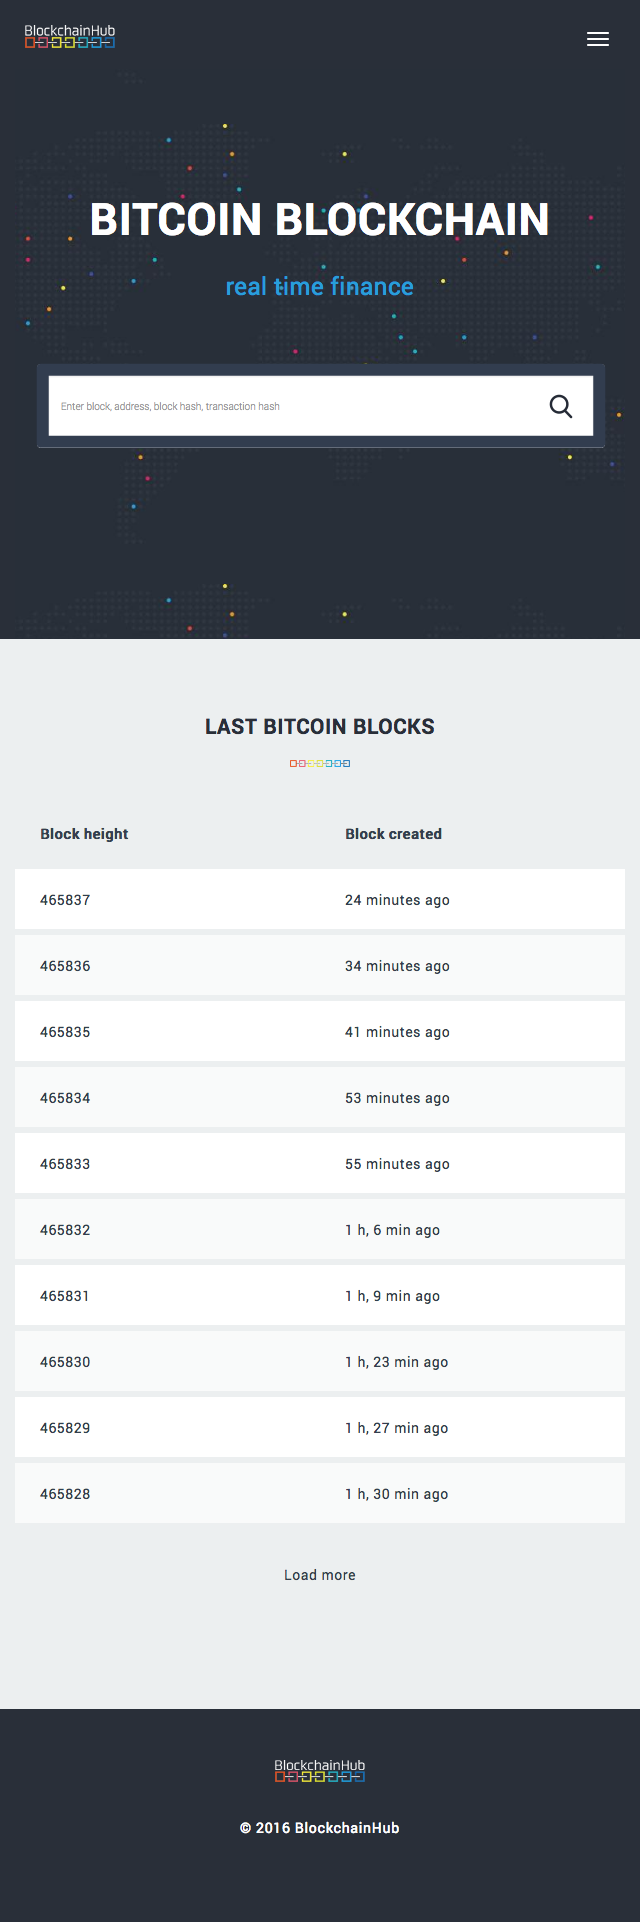 BlockchainHub
BITCOIN BLOCKCHAIN
real time finance
Enter block, address, block hash, transaction hash
LAST BITCOIN BLOCKS
Block height Block created
465837 24 minutes ago
465836 34 minutes ago
465835 41 minutes ago
465834 53 minutes ago
465833 55 minutes ago
465832 1 h, 6 min ago
465831 1 h, 9 min ago
465830 1 h, 23 min ago
465829 1 h, 27 min ago
465828 1 h, 30 min ago
Load more
BlockchainHub
© 2016 BlockchainHub